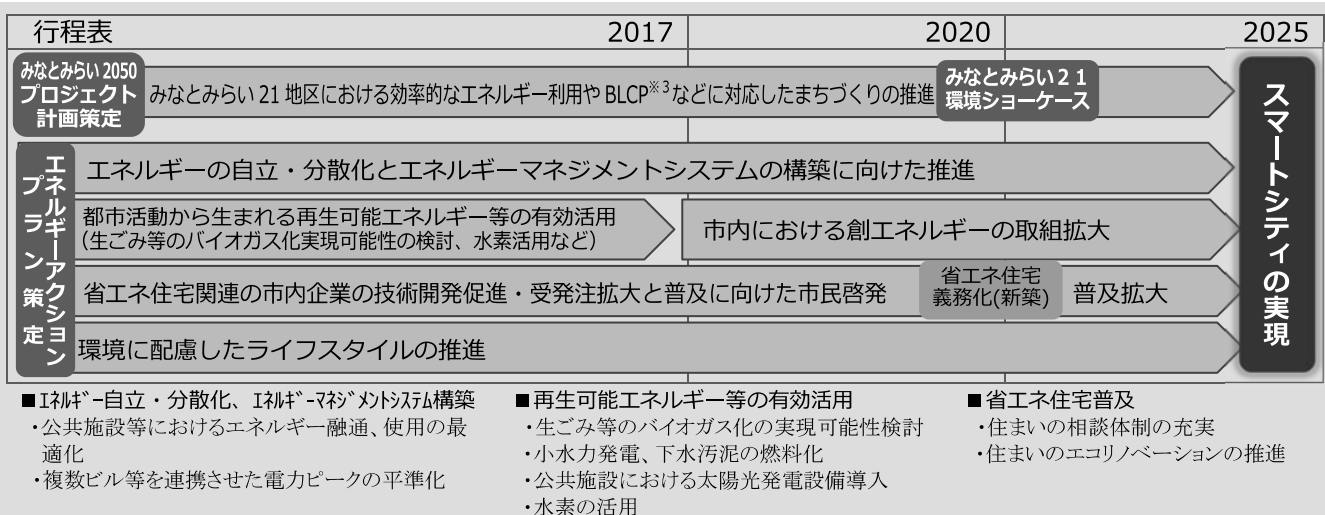 行程表 2017 2020 2025
みなとみらい2050
プロジェクト
計画策定
みなとみらい21地区における効率的なエネルギー利用やBLCP※3などに対応したまちづくりの推進
みなとみらい21
環境ショーケース
エネルギーアクション
プラン策定
エネルギーの自立・分散化とエネルギーマネジメントシステムの構築に向けた推進
都市活動から生まれる再生可能エネルギー等の有効活用
(生ごみ等のバイオガス化実現可能性の検討、水素活用など)
市内における創エネルギーの取組拡大
省エネ住宅関連の市内企業の技術開発促進・受発注拡大と普及に向けた市民啓発
省エネ住宅
義務化(新築)
普及拡大
環境に配慮したライフスタイルの推進
スマートシティの実現
■エネルギー自立・分散化、エネルギーマネジメントシステム構築
・公共施設等におけるエネルギー融通、使用の最
適化
・複数ビル等を連携させた電力ピークの平準化
■再生可能エネルギー等の有効活用
・生ごみ等のバイオガス化の実現可能性検討
・小水力発電、下水汚泥の燃料化
・公共施設における太陽光発電設備導入
・水素の活用
■省エネ住宅普及
・住まいの相談体制の充実
・住まいのエコリノベーションの推進